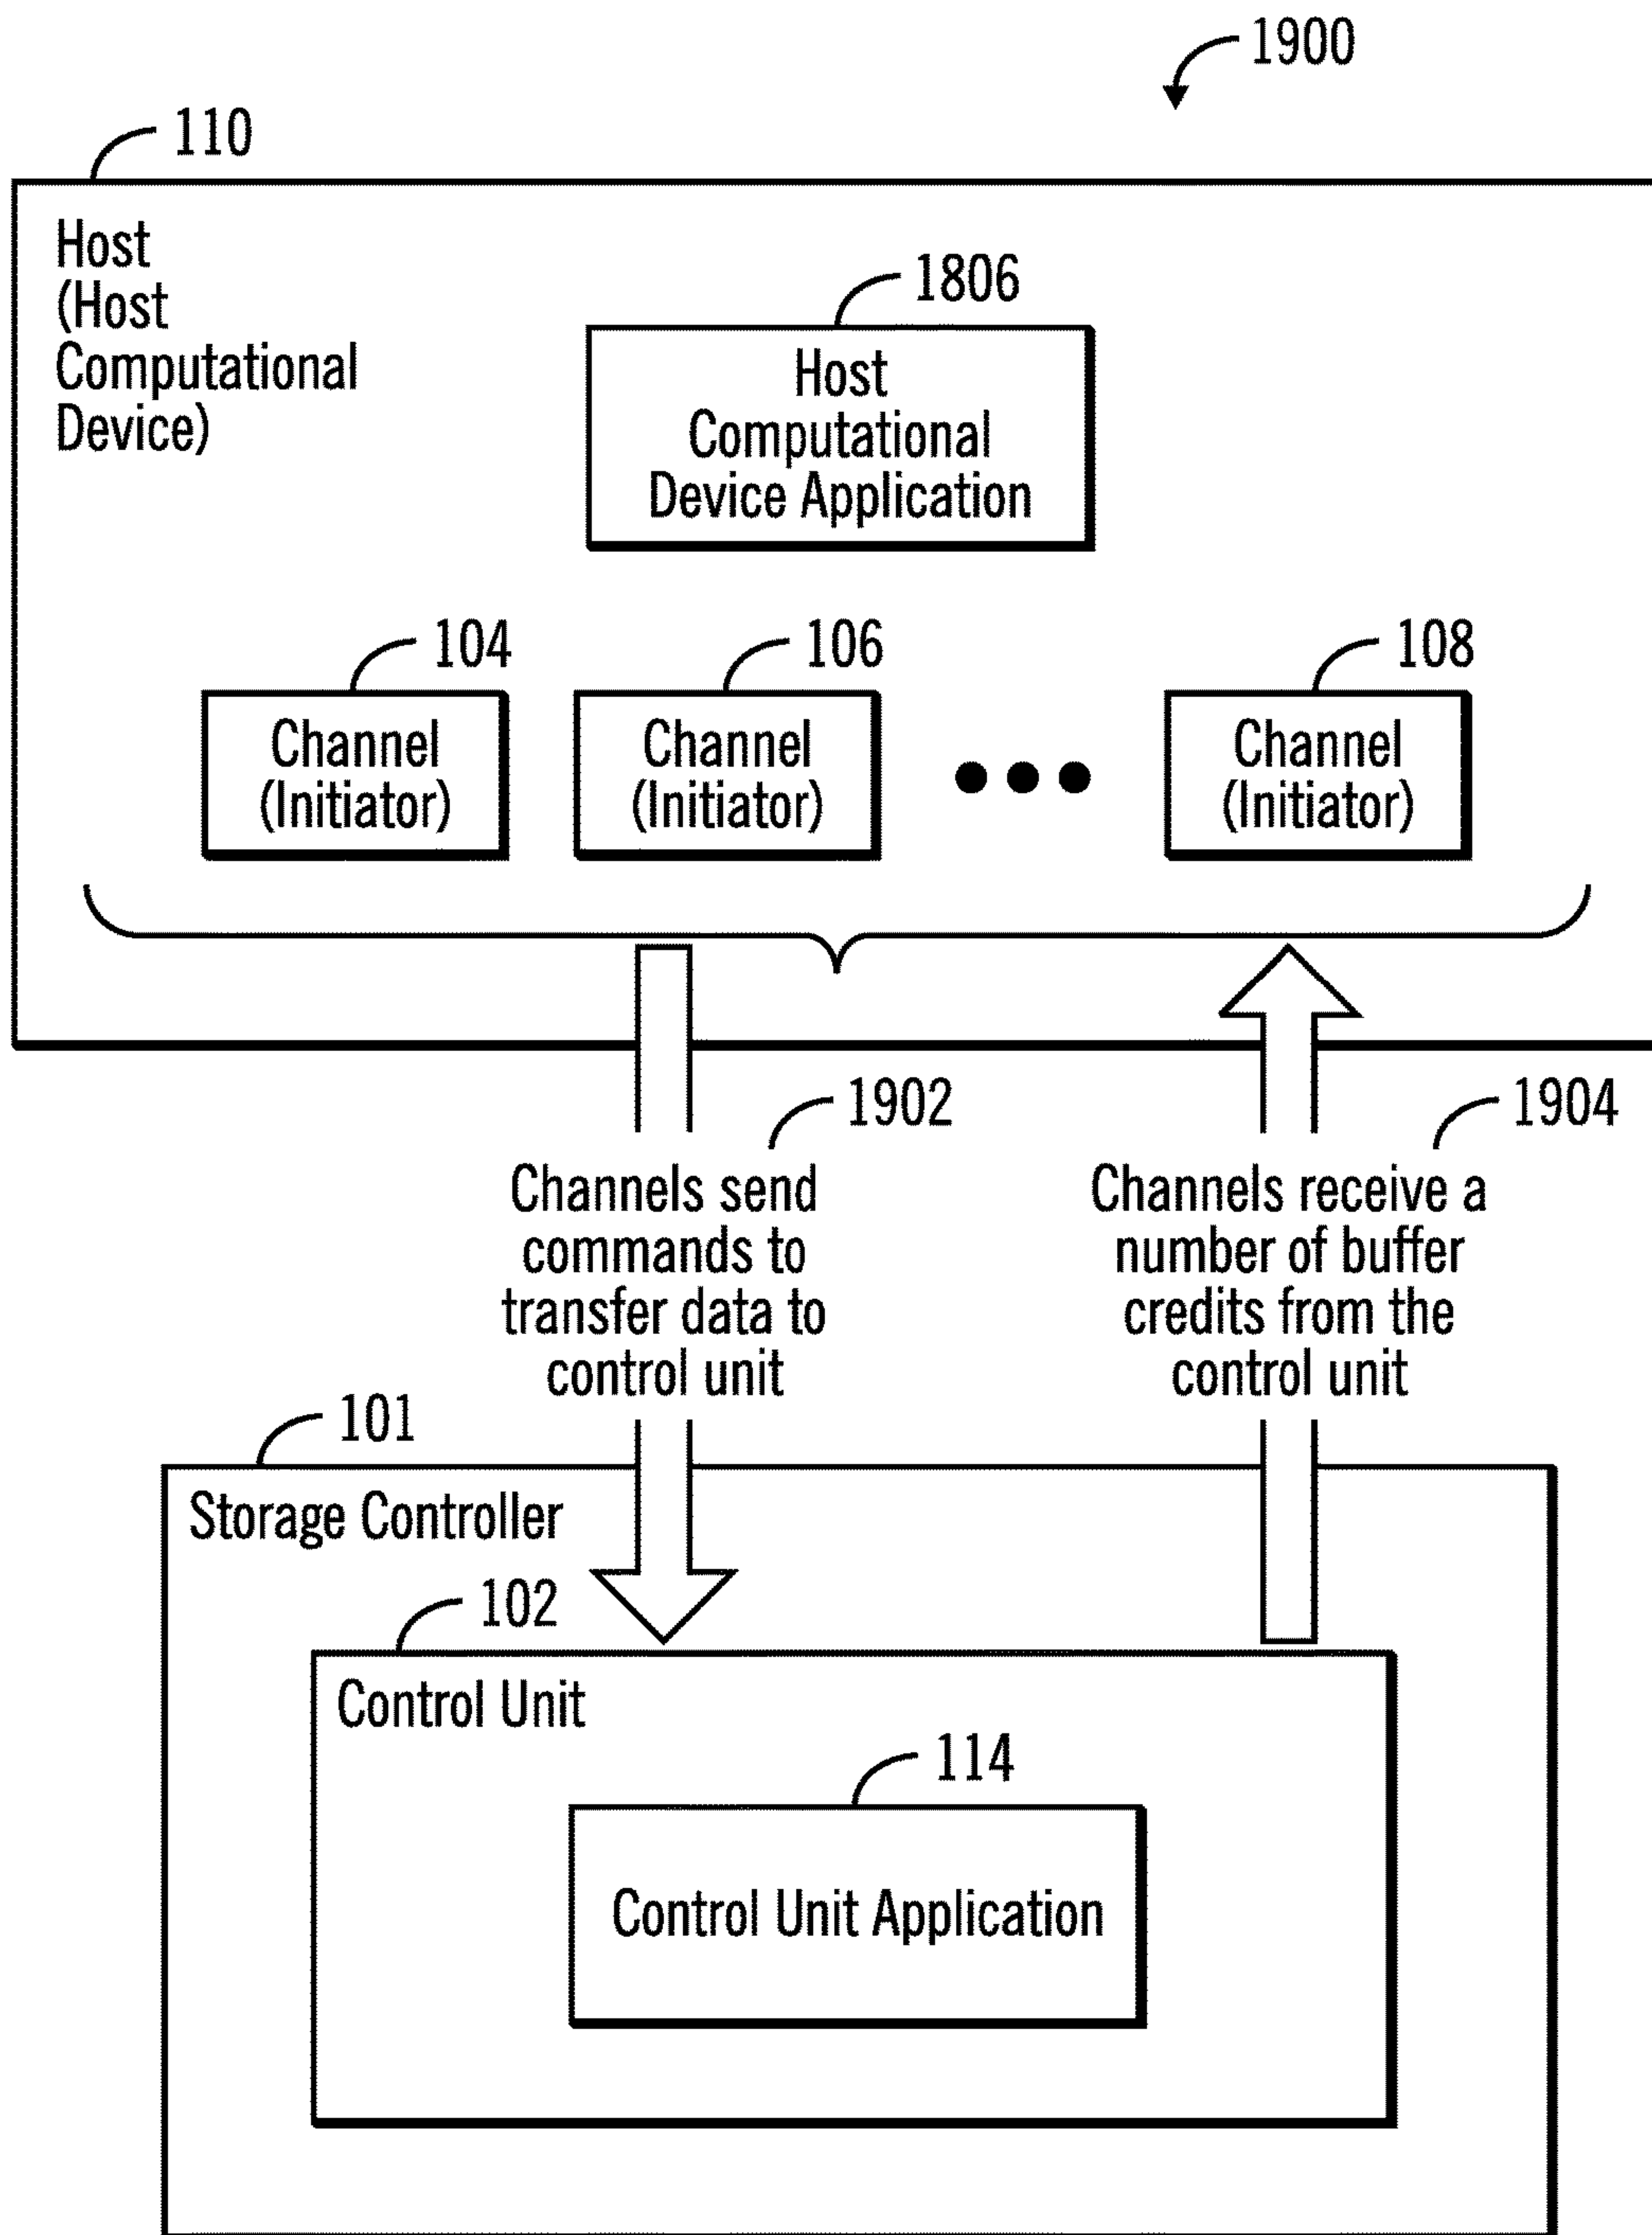 1900
110
Host
(Host
Computational
Device)
1806
Host
Computational
Device Application
104
Channel
(Initiator)
106
Channel
(Initiator)
108
Channel
(Initiator)
1902
Channels send
commands to
transfer data to
control unit
1904
Channels receive a
number of buffer
credits from the
control unit
101
Storage Controller
102
Control Unit
114
Control Unit Application